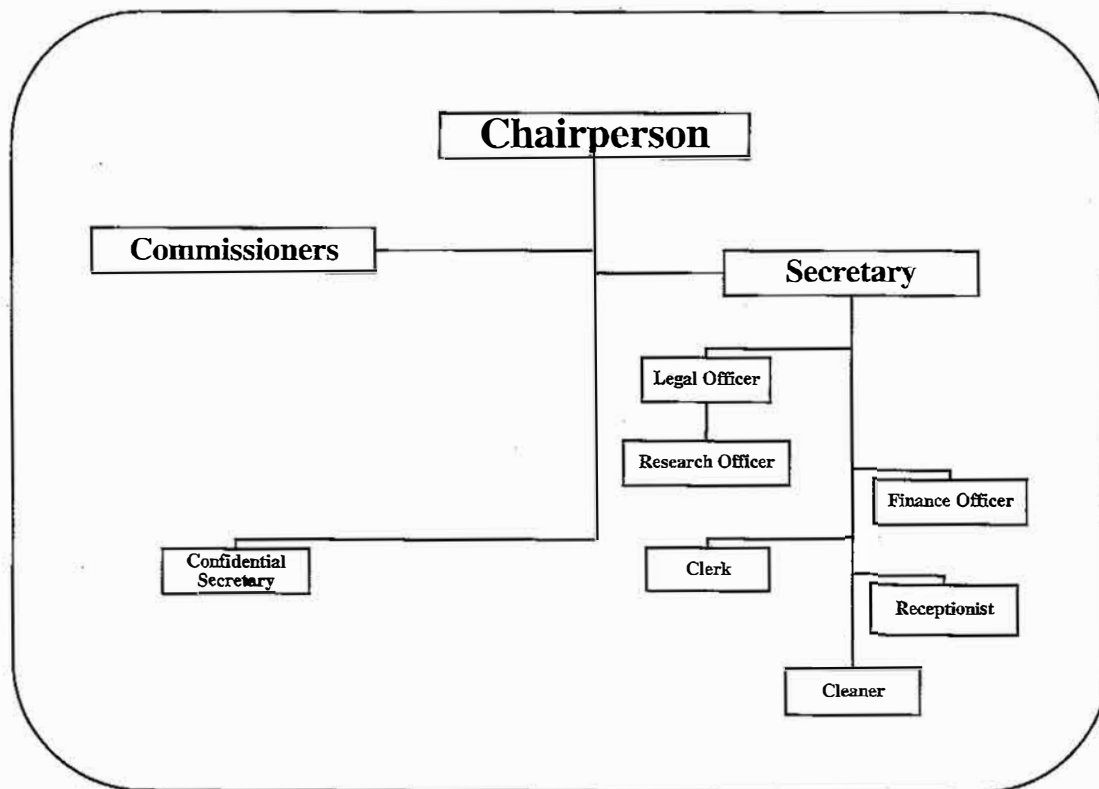 Chairperson
Commissioners
Secretary
Legal Officer
Research Officer
Finance Officer
Confidential
Secretary
Clerk
Receptionist
Cleaner